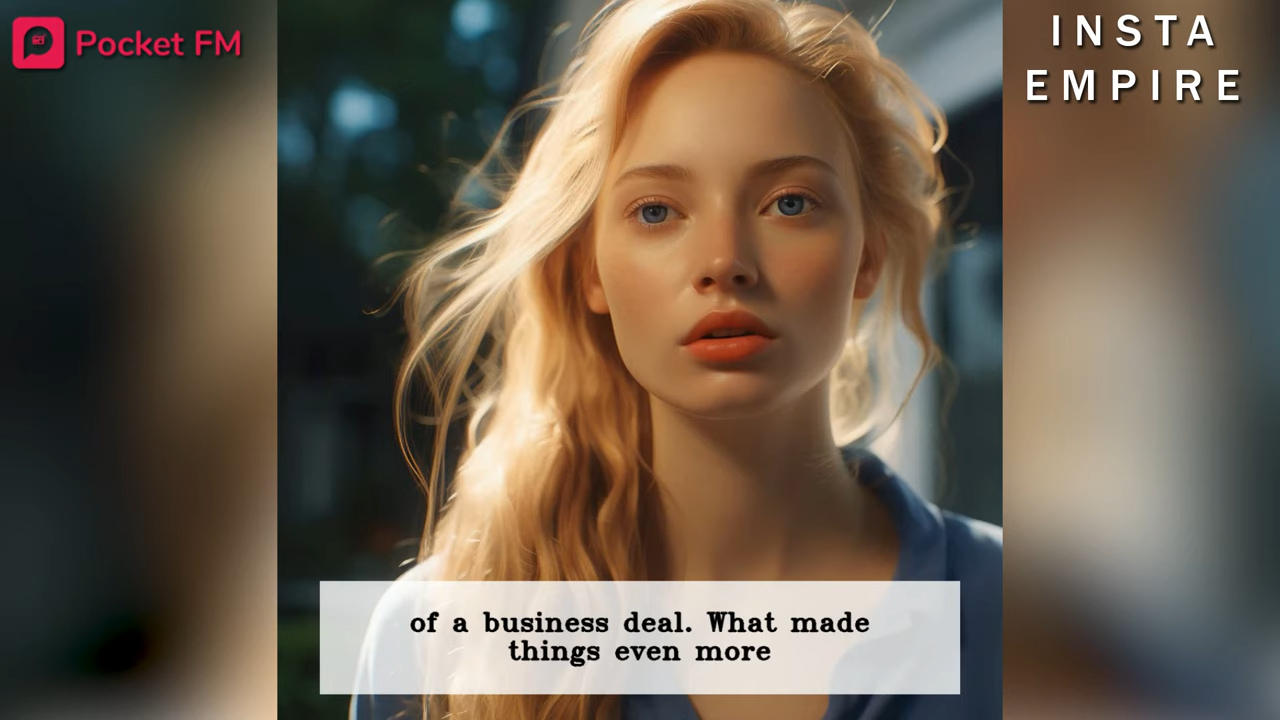 Pocket FM
INSTA
EMPIRE
of a business deal. What made
things even more